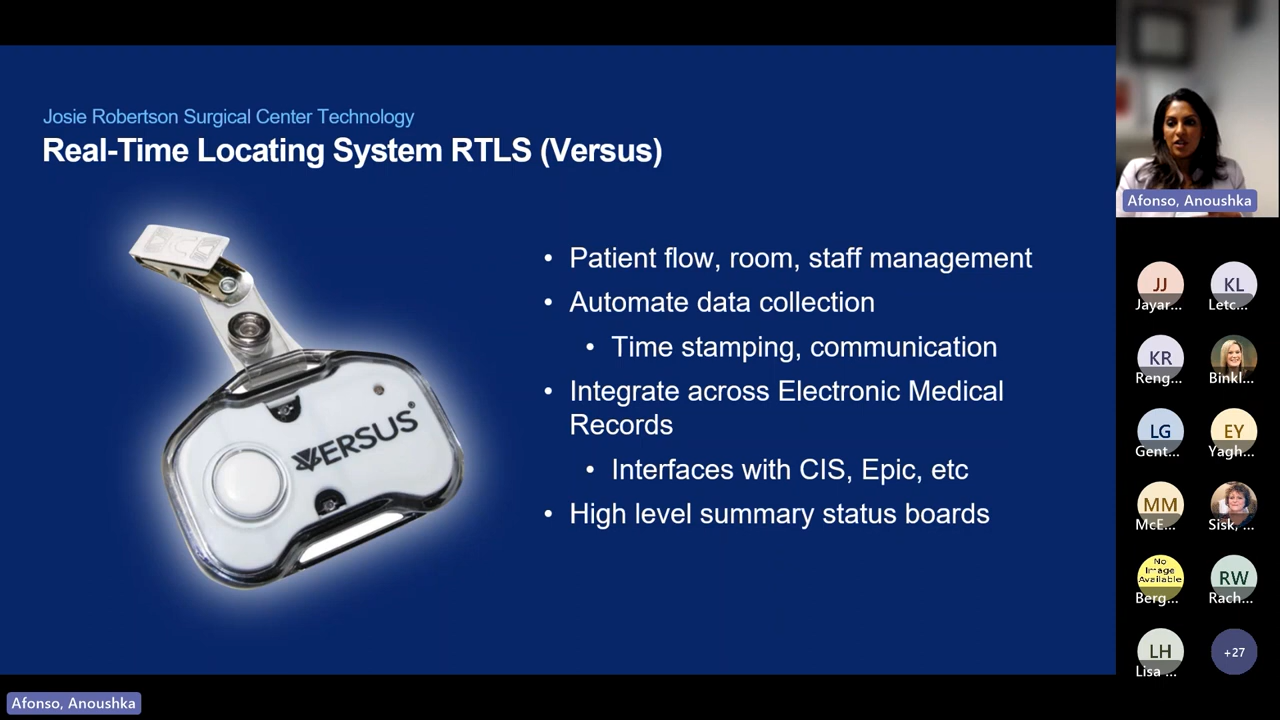 Josie Robertson Surgical Center Technology
Real-Time Locating System RTLS (Versus)
VERSUS®
• Patient flow, room, staff management
• Automate data collection
• Time stamping, communication
• Integrate across Electronic Medical
Records
• Interfaces with CIS, Epic, etc
• High level summary status boards
Afonso, Anoushka
Afonso, Anoushka
JJ
Jayar...
KL
Letc...
KR
Reng...
Binkl...
LG
Gent...
EY
Yagh...
MM
McE...
Sisk, ...
No
Image
Available
Berg...
RW
Rach...
LH
Lisa ...
+27